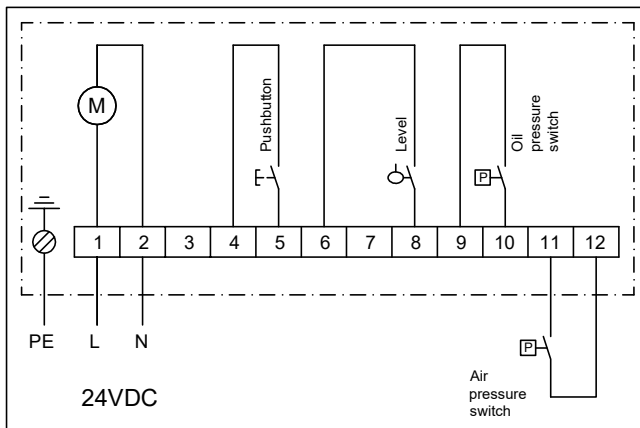 M
Pushbutton
Level
Oil
pressure
switch
P
1 2 3 4 5 6 7 8 9 10 11 12
PE L N
P
Air
pressure
switch
24VDC